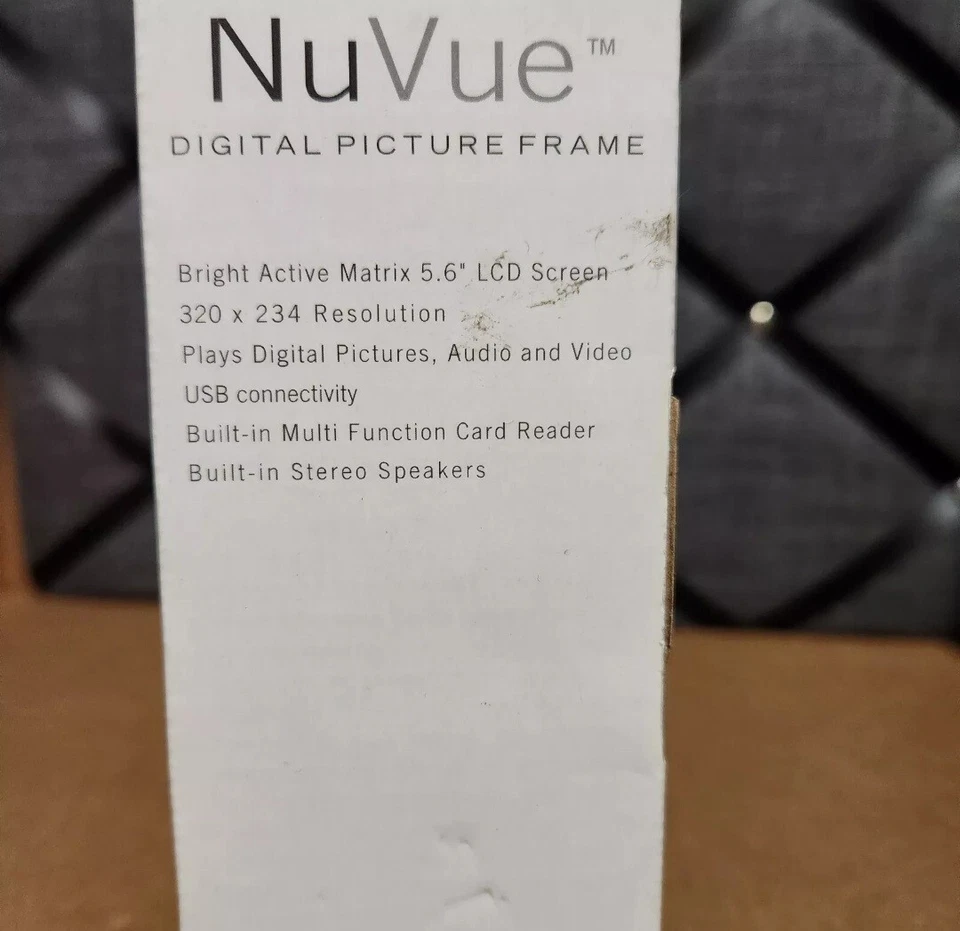 NuVue™
DIGITAL PICTURE FRAME
Bright Active Matrix 5.6" LCD Screen
320 x 234 Resolution
Plays Digital Pictures, Audio and Video
USB connectivity
Built-in Multi Function Card Reader
Built-in Stereo Speakers